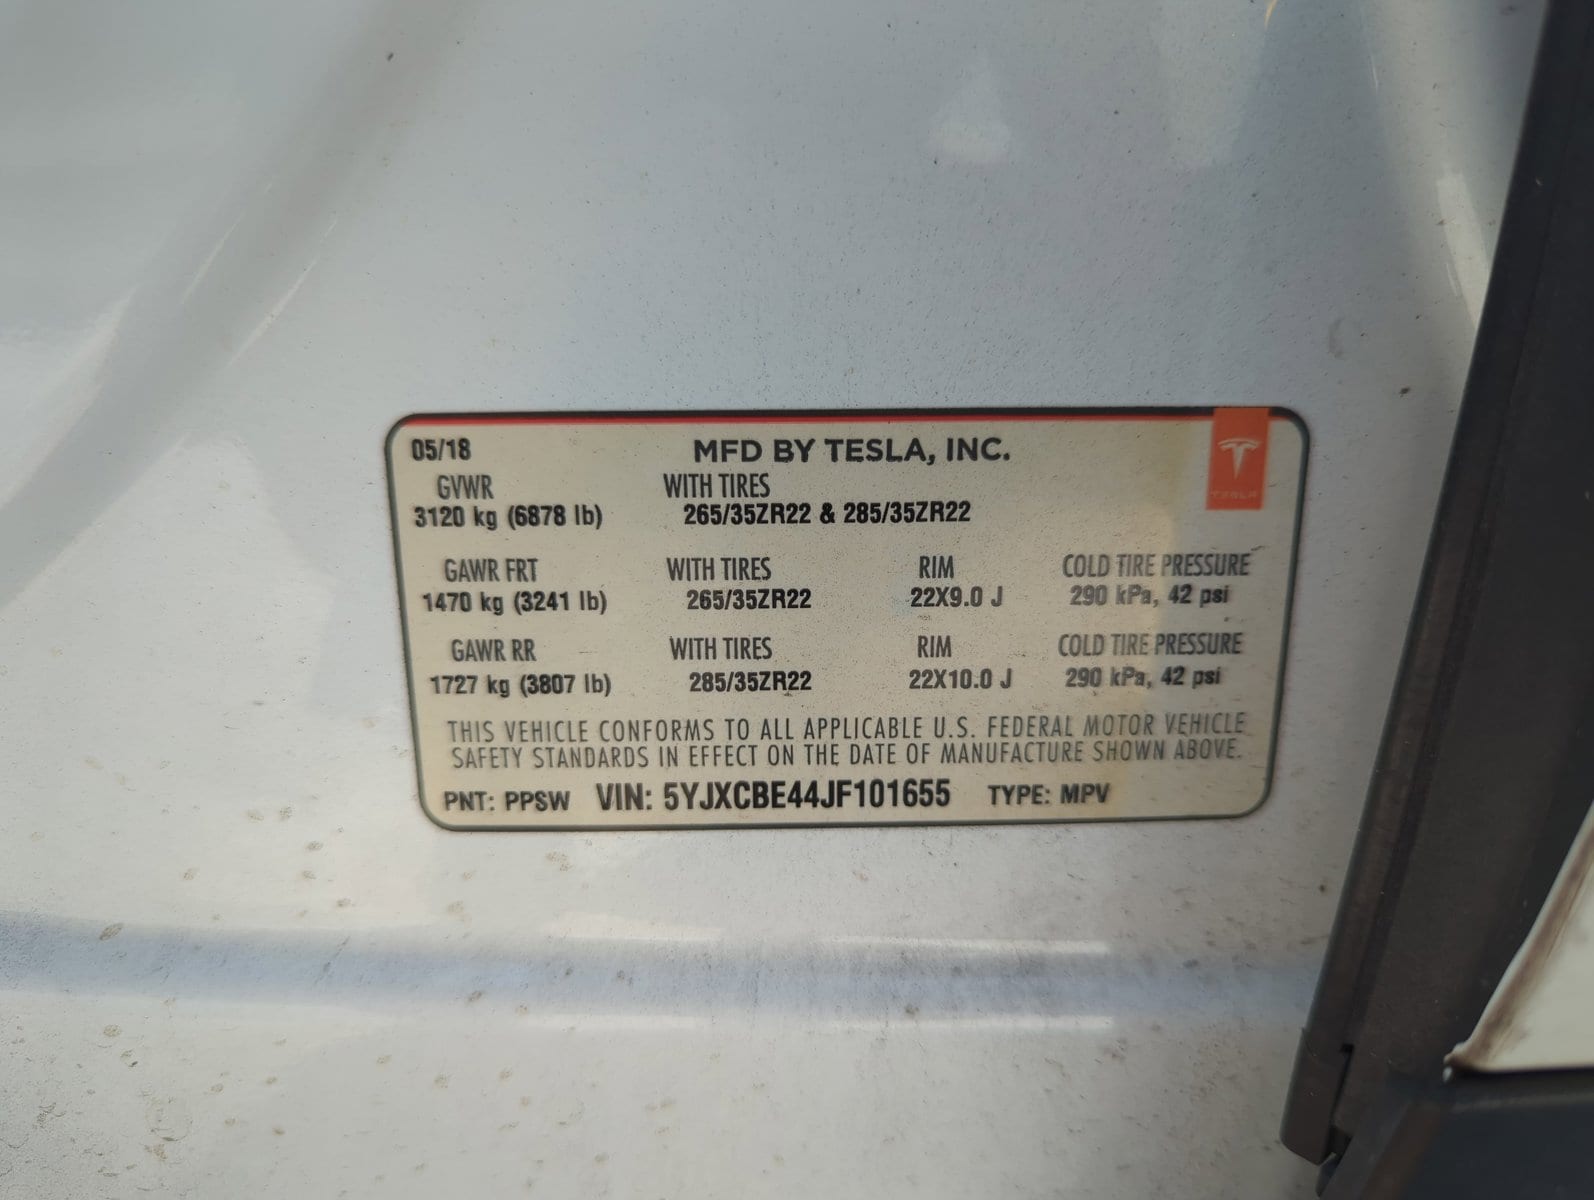 05/18 MFD BY TESLA, INC.
GVWR WITH TIRES
3120 kg (6878 lb) 265/35ZR22 & 285/35ZR22
TESLA
GAWR FRT WITH TIRES RIM COLD TIRE PRESSURE
1470 kg (3241 lb) 265/35ZR22 22X9.0 J 290 kPa, 42 psi
GAWR RR WITH TIRES RIM COLD TIRE PRESSURE
1727 kg (3807 lb) 285/35ZR22 22X10.0 J 290 kPa, 42 psi
THIS VEHICLE CONFORMS TO ALL APPLICABLE U.S. FEDERAL MOTOR VEHICLE
SAFETY STANDARDS IN EFFECT ON THE DATE OF MANUFACTURE SHOWN ABOVE.
PNT: PPSW VIN: 5YJXCBE44JF101655 TYPE: MPV